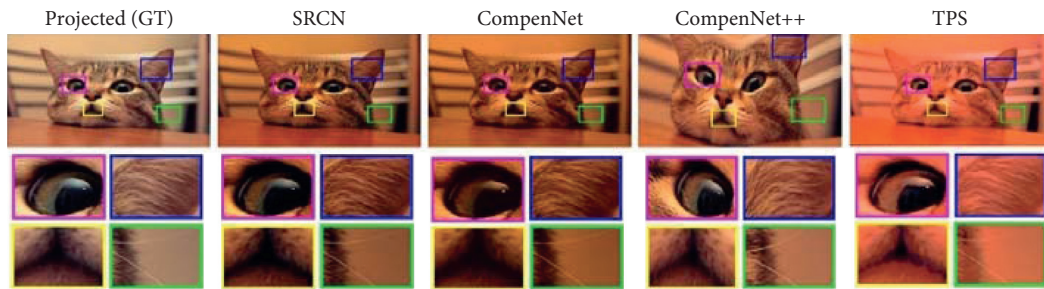 Projected (GT)
SRCN
CompenNet
CompenNet++
TPS